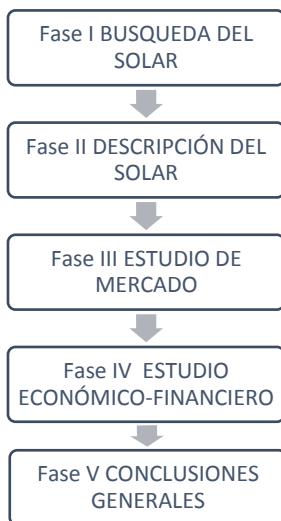 Fase I BUSQUEDA DEL
SOLAR
Fase II DESCRIPCIÓN DEL
SOLAR
Fase III ESTUDIO DE
MERCADO
Fase IV  ESTUDIO
ECONÓMICO-FINANCIERO
Fase V CONCLUSIONES
GENERALES